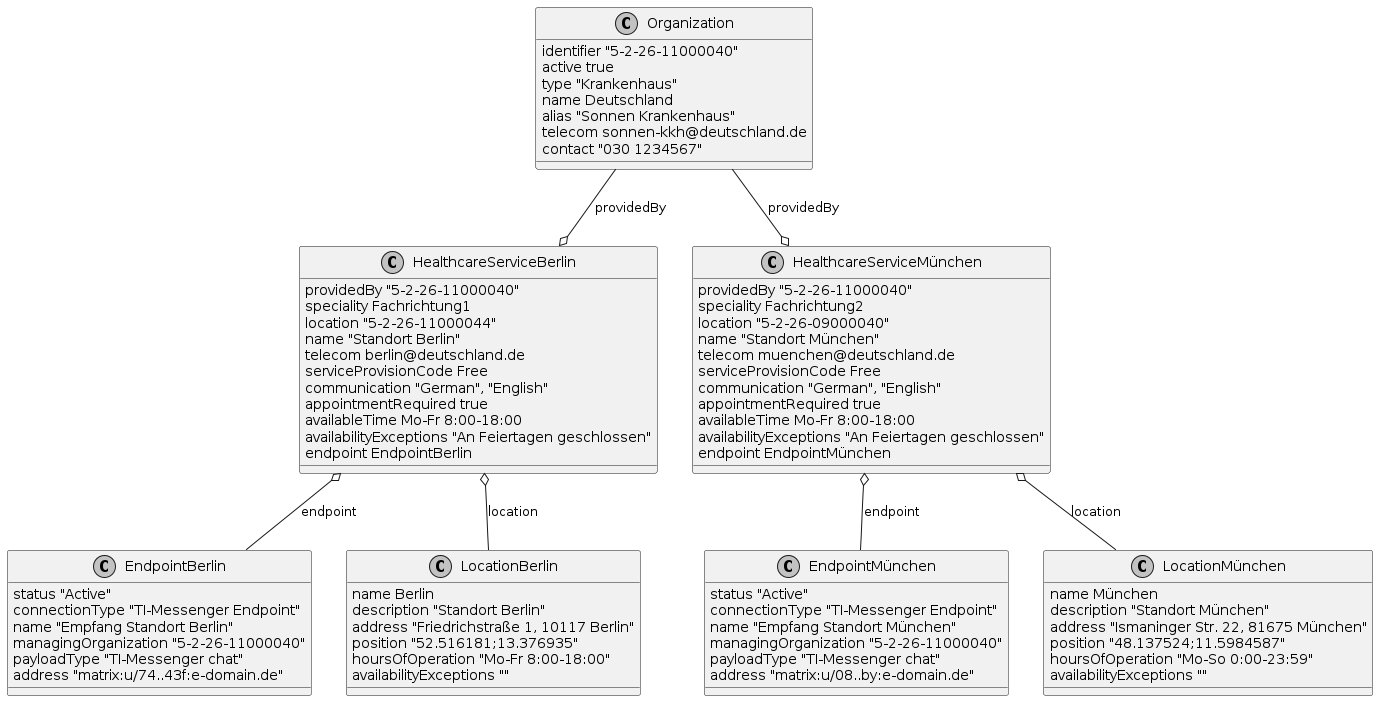 C Organization
identifier "5-2-26-11000040"
active true
type "Krankenhaus"
name Deutschland
alias "Sonnen Krankenhaus"
telecom sonnen-kkh@deutschland.de
contact "030 1234567"
providedBy
providedBy
C HealthcareServiceBerlin
providedBy "5-2-26-11000040"
speciality Fachrichtung1
location "5-2-26-11000044"
name "Standort Berlin"
telecom berlin@deutschland.de
serviceProvisionCode Free
communication "German", "English"
appointmentRequired true
availableTime Mo-Fr 8:00-18:00
availabilityExceptions "An Feiertagen geschlossen"
endpoint EndpointBerlin
C HealthcareServiceMünchen
providedBy "5-2-26-11000040"
speciality Fachrichtung2
location "5-2-26-09000040"
name "Standort München"
telecom muenchen@deutschland.de
serviceProvisionCode Free
communication "German", "English"
appointmentRequired true
availableTime Mo-Fr 8:00-18:00
availabilityExceptions "An Feiertagen geschlossen"
endpoint EndpointMünchen
endpoint
location
endpoint
location
C EndpointBerlin
status "Active"
connectionType "TI-Messenger Endpoint"
name "Empfang Standort Berlin"
managingOrganization "5-2-26-11000040"
payloadType "TI-Messenger chat"
address "matrix:u/74..43f:e-domain.de"
C LocationBerlin
name Berlin
description "Standort Berlin"
address "Friedrichstraße 1, 10117 Berlin"
position "52.516181;13.376935"
hoursOfOperation "Mo-Fr 8:00-18:00"
availabilityExceptions ""
C EndpointMünchen
status "Active"
connectionType "TI-Messenger Endpoint"
name "Empfang Standort München"
managingOrganization "5-2-26-11000040"
payloadType "TI-Messenger chat"
address "matrix:u/08..by:e-domain.de"
C LocationMünchen
name München
description "Standort München"
address "Ismaninger Str. 22, 81675 München"
position "48.137524;11.5984587"
hoursOfOperation "Mo-So 0:00-23:59"
availabilityExceptions ""